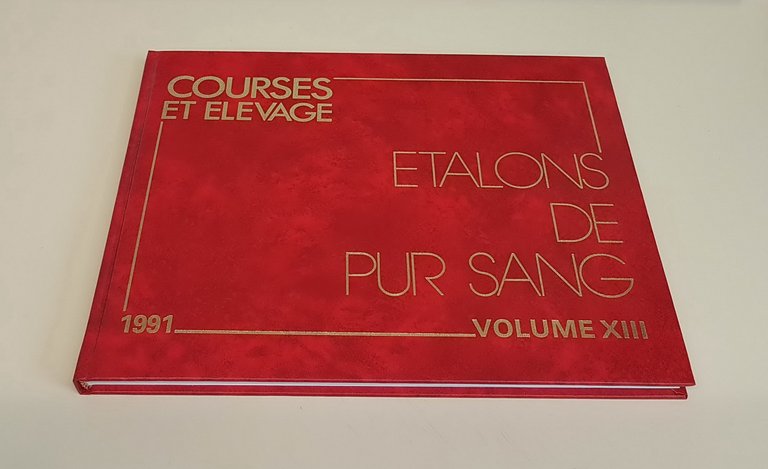 COURSES
ET ELEVAGE
ETALONS
DE
PUR SANG
1991
VOLUME XIII